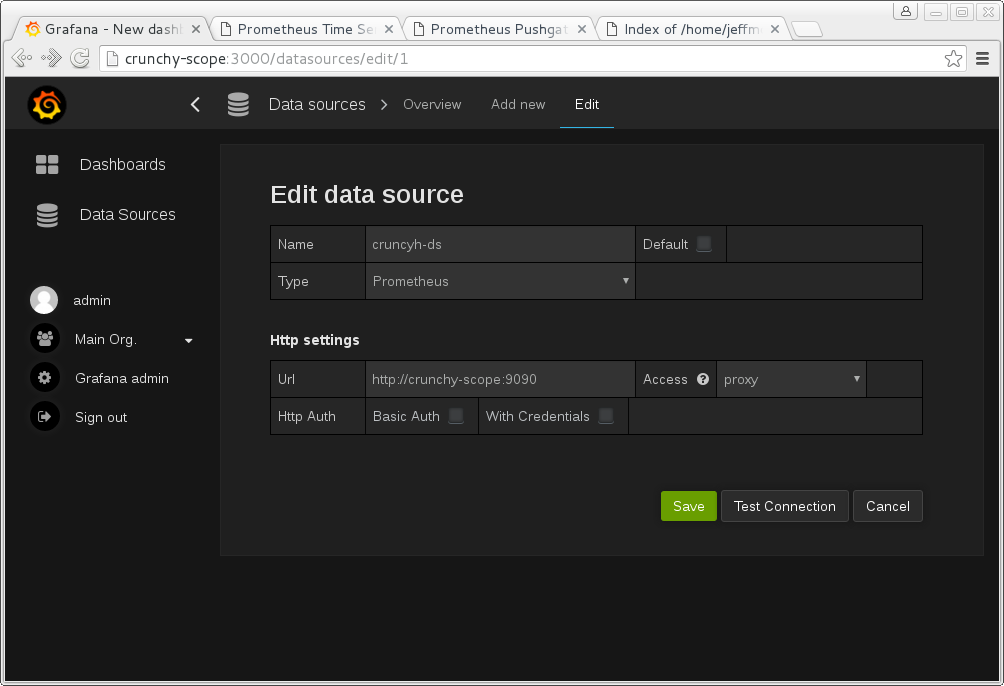 Grafana - New dash
Prometheus Time Se
Prometheus Pushgat
Index of /home/jeffm
crunchy-scope:3000/datasources/edit/1
Data sources
Overview
Add new
Edit
Dashboards
Data Sources
admin
Main Org.
Grafana admin
Sign out
Edit data source
Name cruncyh-ds Default
Type Prometheus
Http settings
Url http://crunchy-scope:9090 Access ? proxy
Http Auth Basic Auth With Credentials
Save Test Connection Cancel